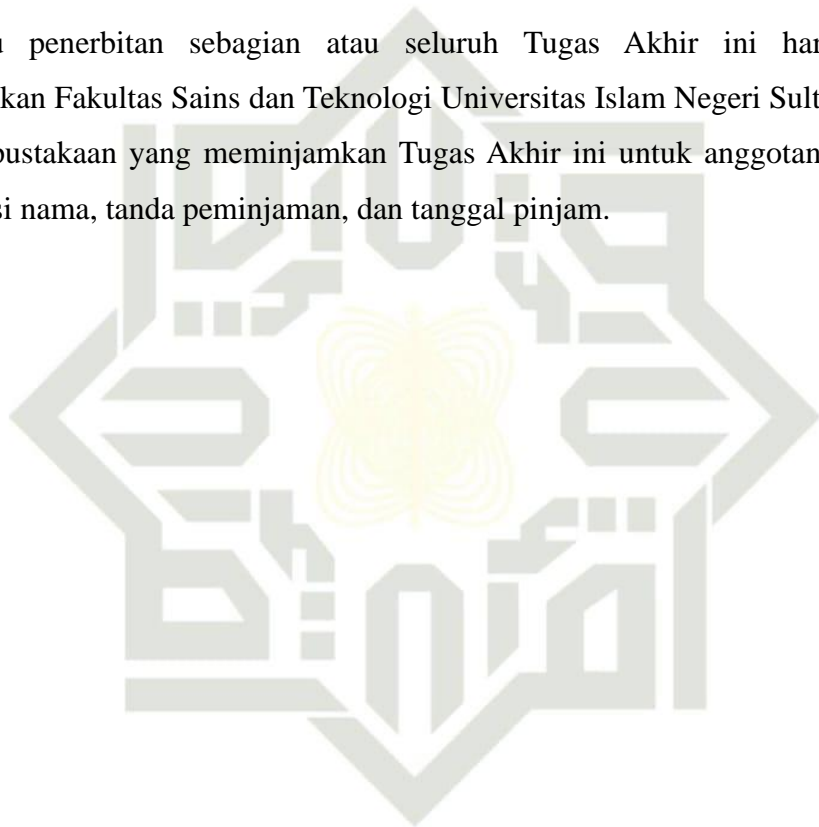 penerbitan sebagian atau seluruh Tugas Akhir ini har
kan Fakultas Sains dan Teknologi Universitas Islam Negeri Sult
pustakaan yang meminjamkan Tugas Akhir ini untuk anggotan
si nama, tanda peminjaman, dan tanggal pinjam.